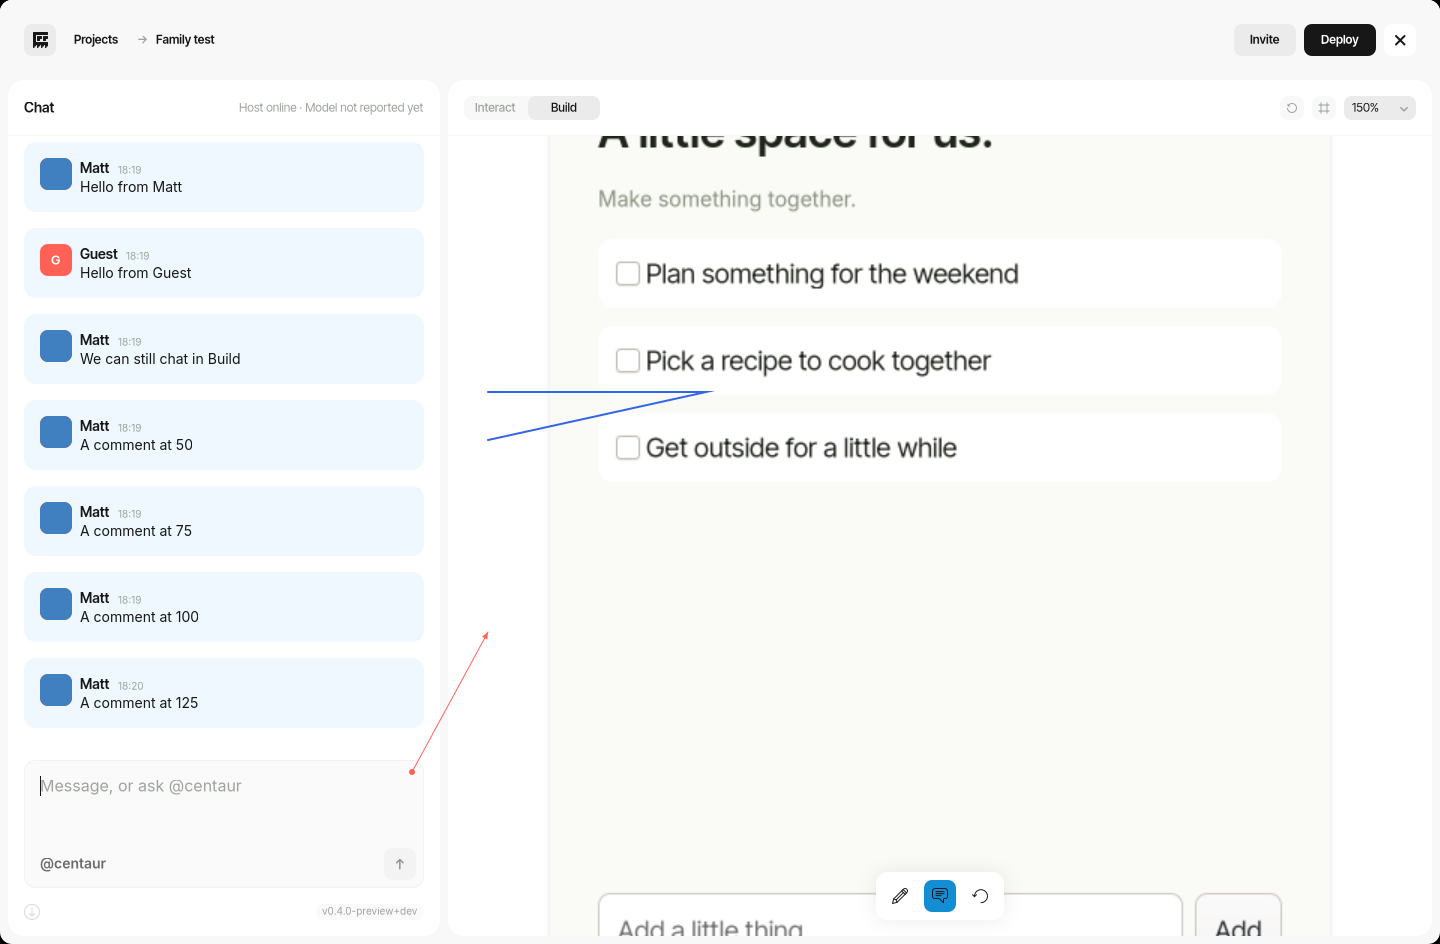 Projects → Family test
Invite
Deploy
Chat
Host online · Model not reported yet
Interact
Build
150%
Matt 18:19
Hello from Matt
G
Guest 18:19
Hello from Guest
Matt 18:19
We can still chat in Build
Matt 18:19
A comment at 50
Matt 18:19
A comment at 75
Matt 18:19
A comment at 100
Matt 18:20
A comment at 125
Message, or ask @centaur
@centaur
v0.4.0-preview+dev
A little space for us.
Make something together.
Plan something for the weekend
Pick a recipe to cook together
Get outside for a little while
Add a little thing
Add